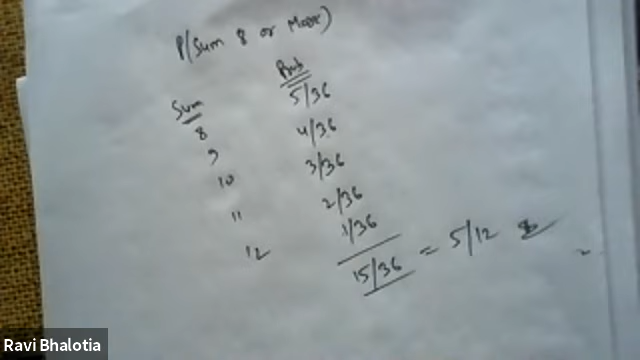 P(Sum 8 or More)
Sum Prob
8 5/36
9 4/36
10 3/36
11 2/36
12 1/36
15/36 = 5/12
Ravi Bhalotia